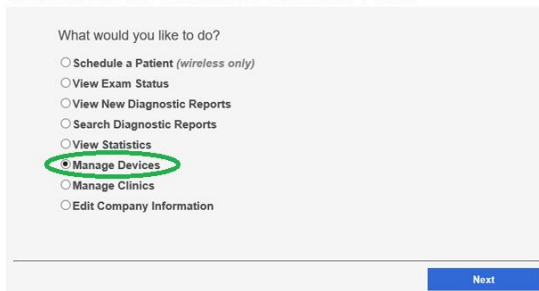 What would you like to do?
Schedule a Patient (wireless only)
View Exam Status
View New Diagnostic Reports
Search Diagnostic Reports
View Statistics
Manage Devices
Manage Clinics
Edit Company Information
Next